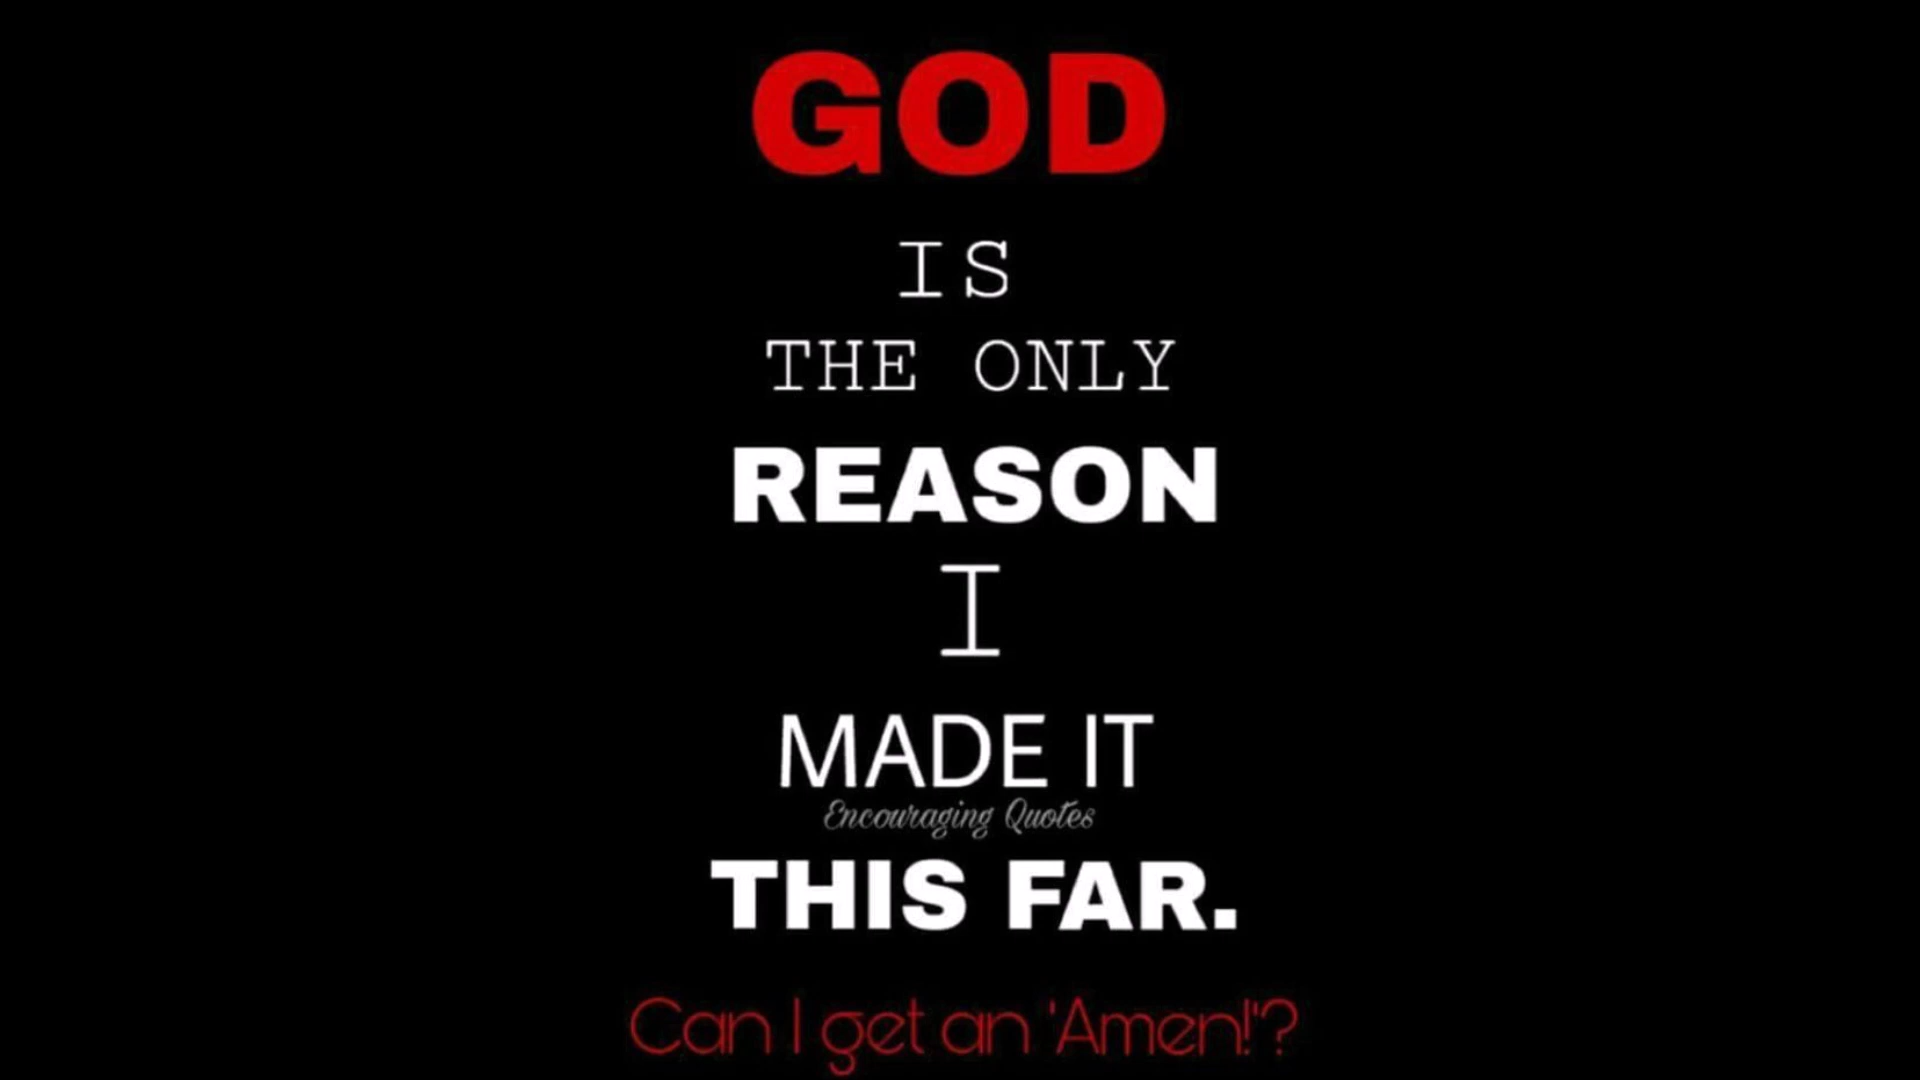 GOD
IS
THE ONLY
REASON
I
MADE IT
Encouraging Quotes
THIS FAR.
Can I get an 'Amen!'?